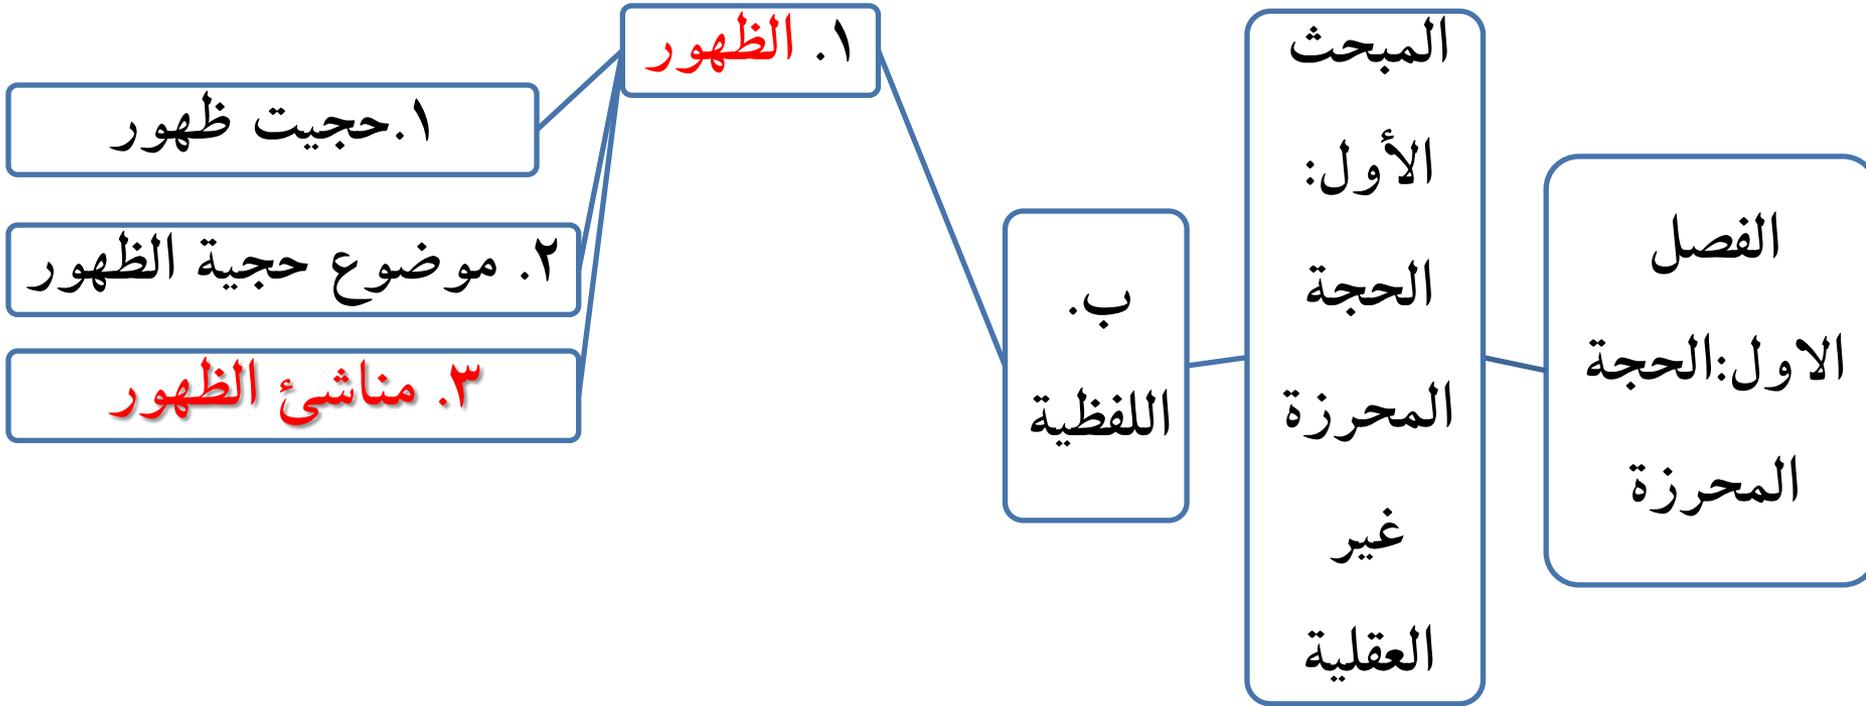 الفصل
الاول:الحجة
المحرزة
المبحث
الأول:
الحجة
المحرزة
غير
العقلية
ب.
اللفظية
١. الظهور
١.حجيت ظهور
٢. موضوع حجية الظهور
٣. مناشئ الظهور